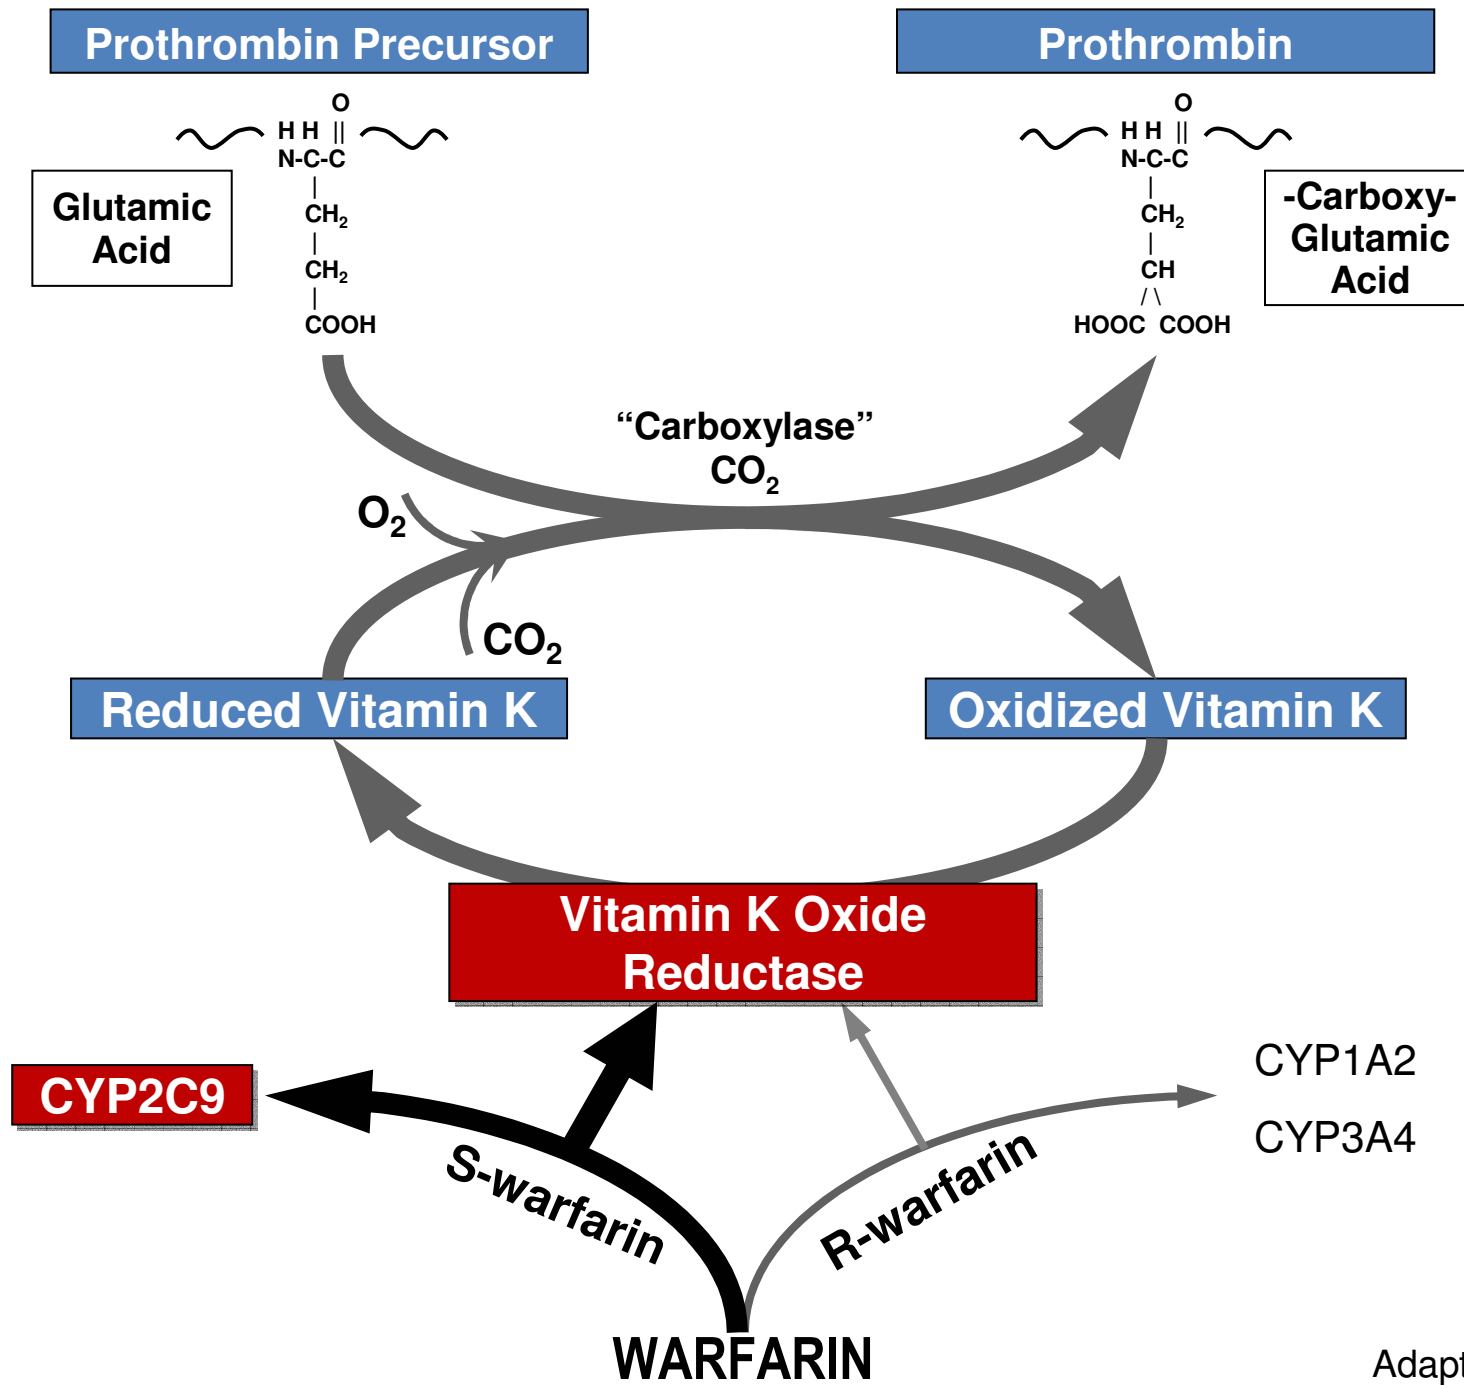 Prothrombin Precursor
Prothrombin
O
H H ||
N-C-C
|
CH₂
|
CH₂
|
COOH
Glutamic
Acid
O
H H ||
N-C-C
|
CH₂
|
CH
/ \
HOOC COOH
-Carboxy-
Glutamic
Acid
“Carboxylase”
CO₂
O₂
CO₂
Reduced Vitamin K
Oxidized Vitamin K
Vitamin K Oxide
Reductase
CYP2C9
CYP1A2
CYP3A4
S-warfarin
R-warfarin
WARFARIN
Adapt